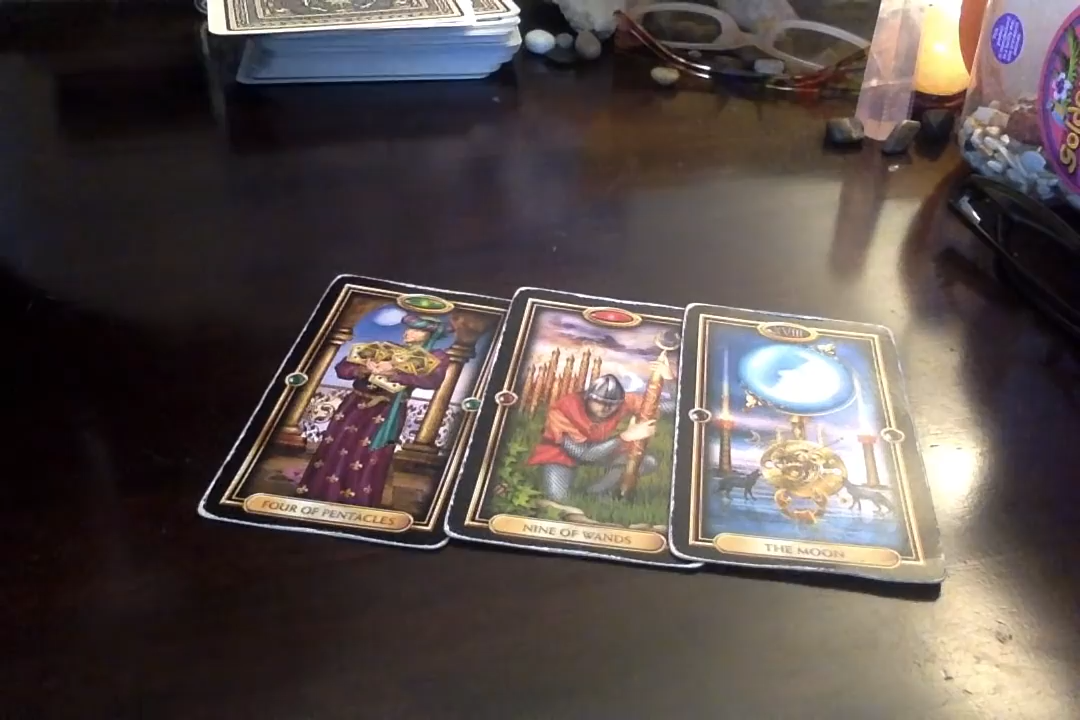 XVIII
FOUR OF PENTACLES
NINE OF WANDS
THE MOON